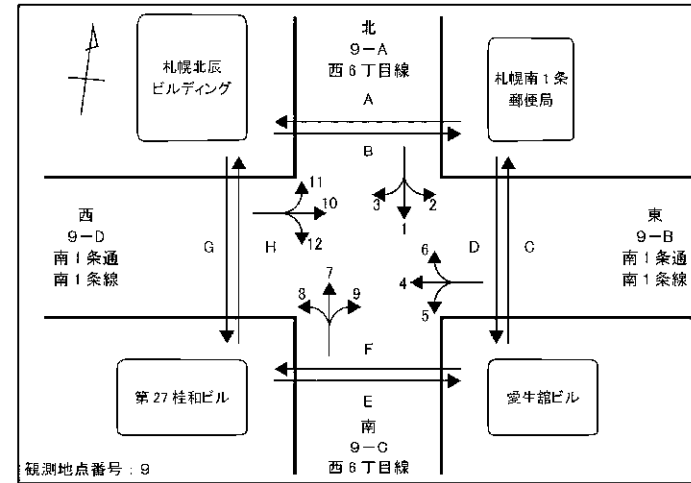 北
9－A
西6丁目線
札幌北辰
ビルディング
札幌南1条
郵便局
A
B
11
10
12
3
2
1
西
9－D
南1条通
南1条線
G
H
D
C
東
9－B
南1条通
南1条線
6
4
5
7
8
9
F
E
第27桂和ビル
愛生舘ビル
南
9－C
西6丁目線
観測地点番号：9